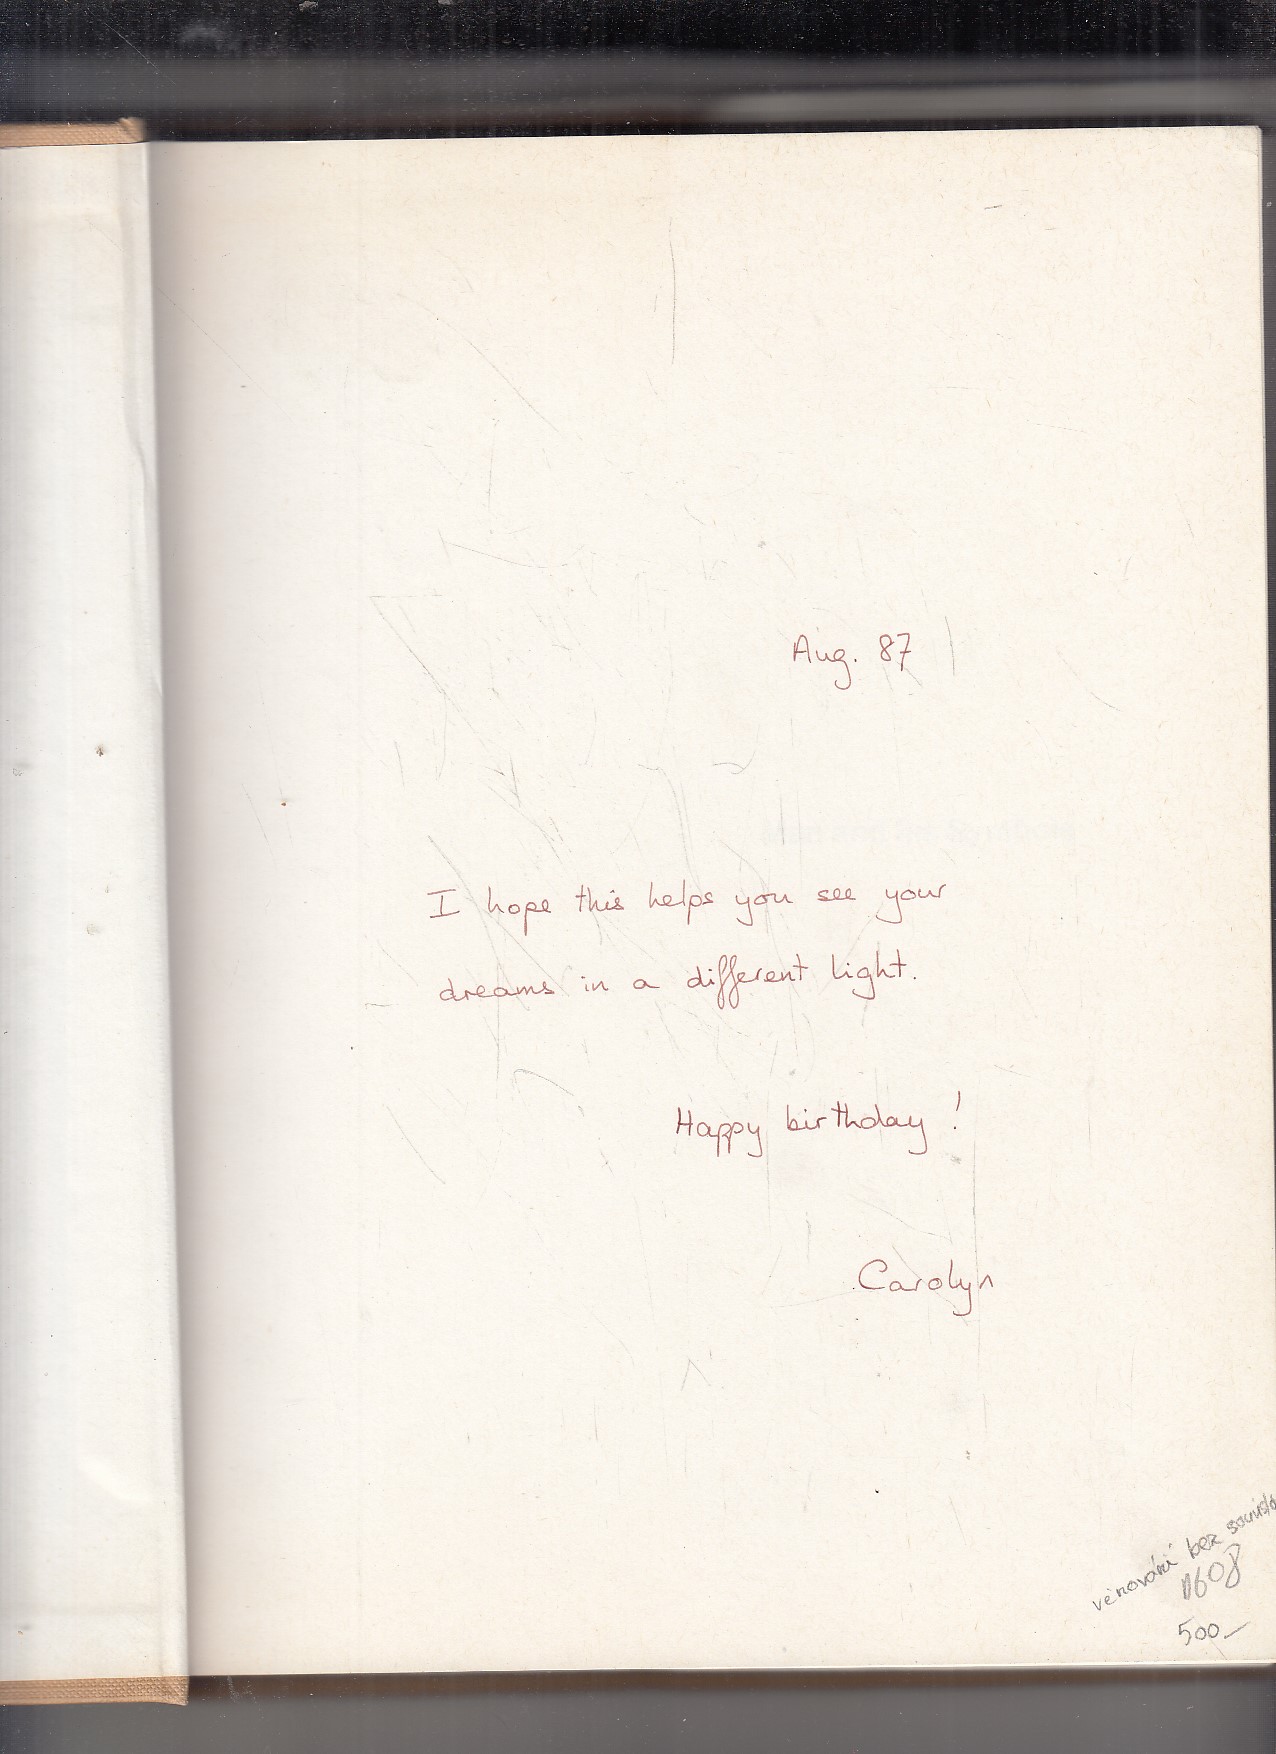 Aug. 87
I hope this helps you see your
dreams in a different light.
Happy birthday !
Carolyn
věnování bez
1608
500,–